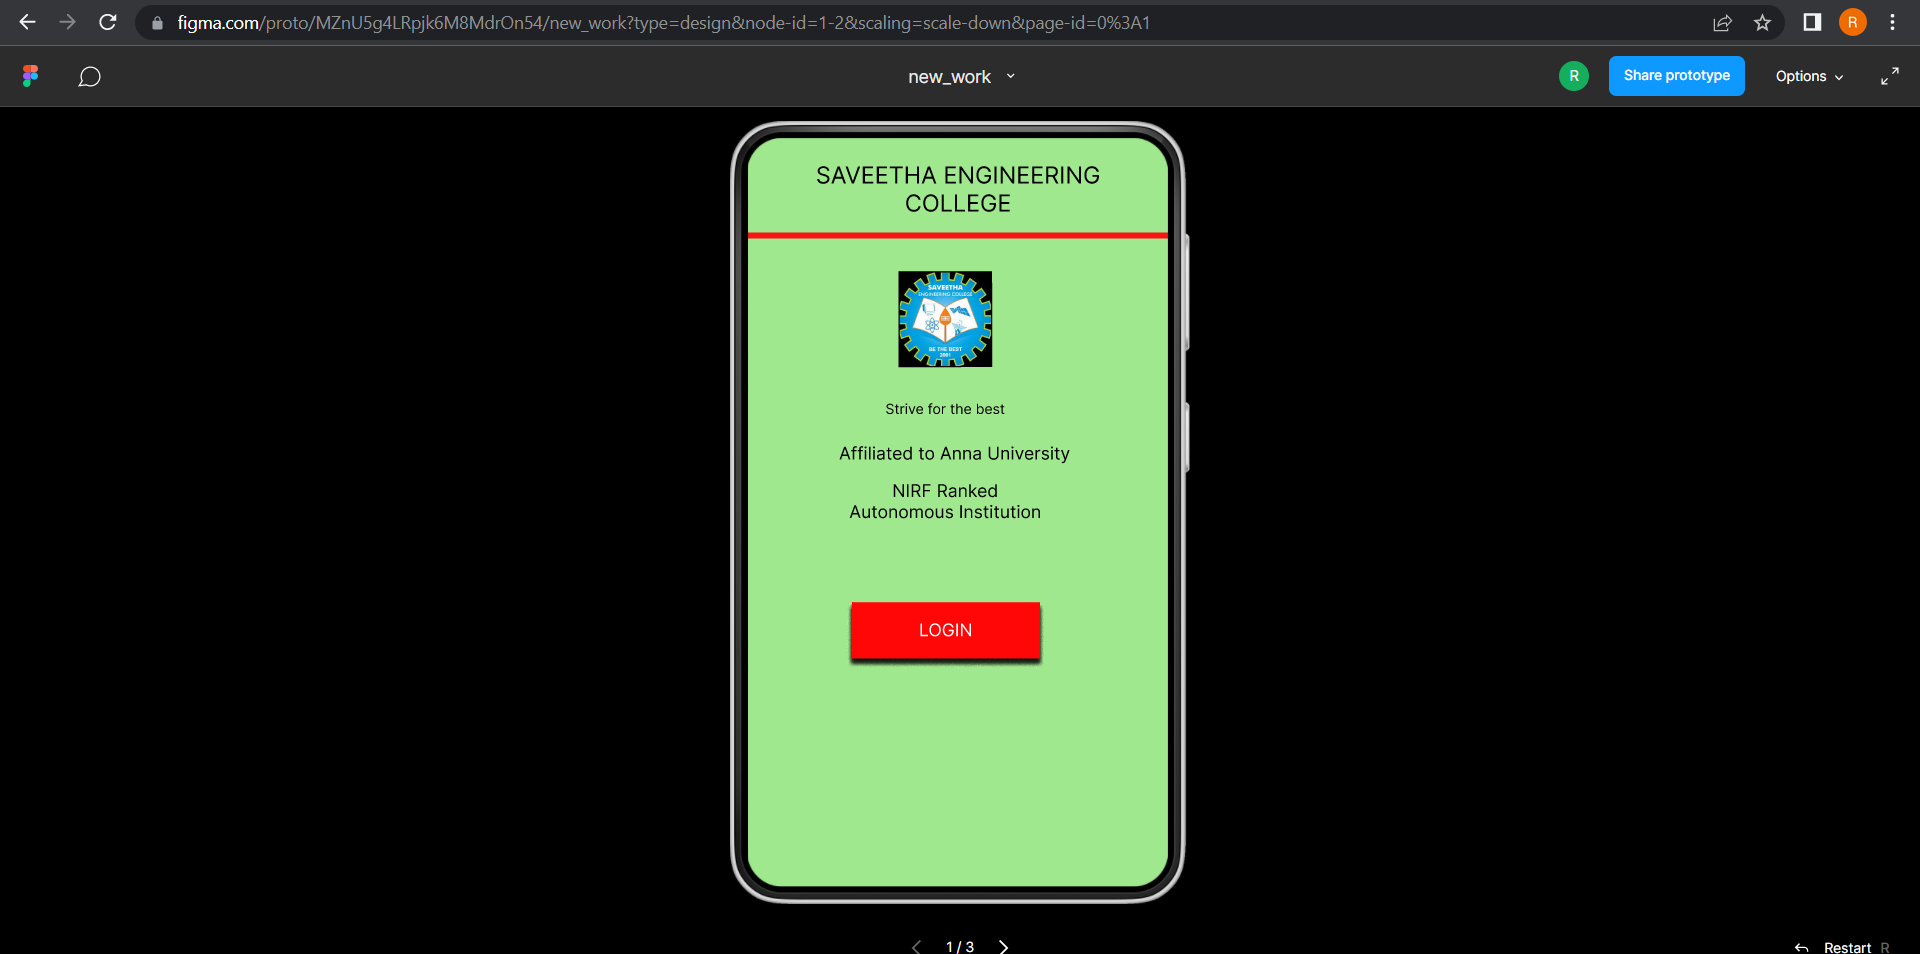 figma.com/proto/MZnU5g4LRpjk6M8MdrOn54/new_work?type=design&node-id=1-2&scaling=scale-down&page-id=0%3A1
R
new_work
R
Share prototype
Options
SAVEETHA ENGINEERING
COLLEGE
SAVEETHA
ENGINEERING COLLEGE
BE THE BEST
2001
Strive for the best
Affiliated to Anna University
NIRF Ranked
Autonomous Institution
LOGIN
1 / 3
Restart R